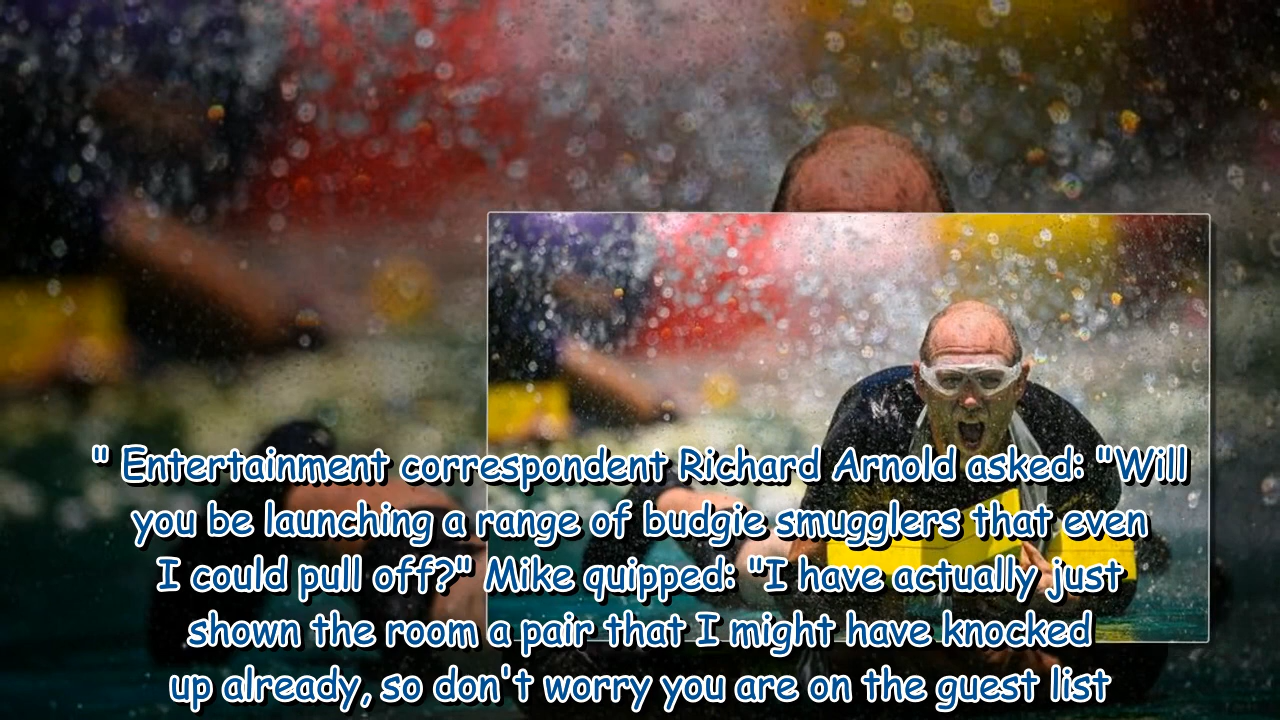 " Entertainment correspondent Richard Arnold asked: "Will
you be launching a range of budgie smugglers that even
I could pull off?" Mike quipped: "I have actually just
shown the room a pair that I might have knocked
up already, so don't worry you are on the guest list